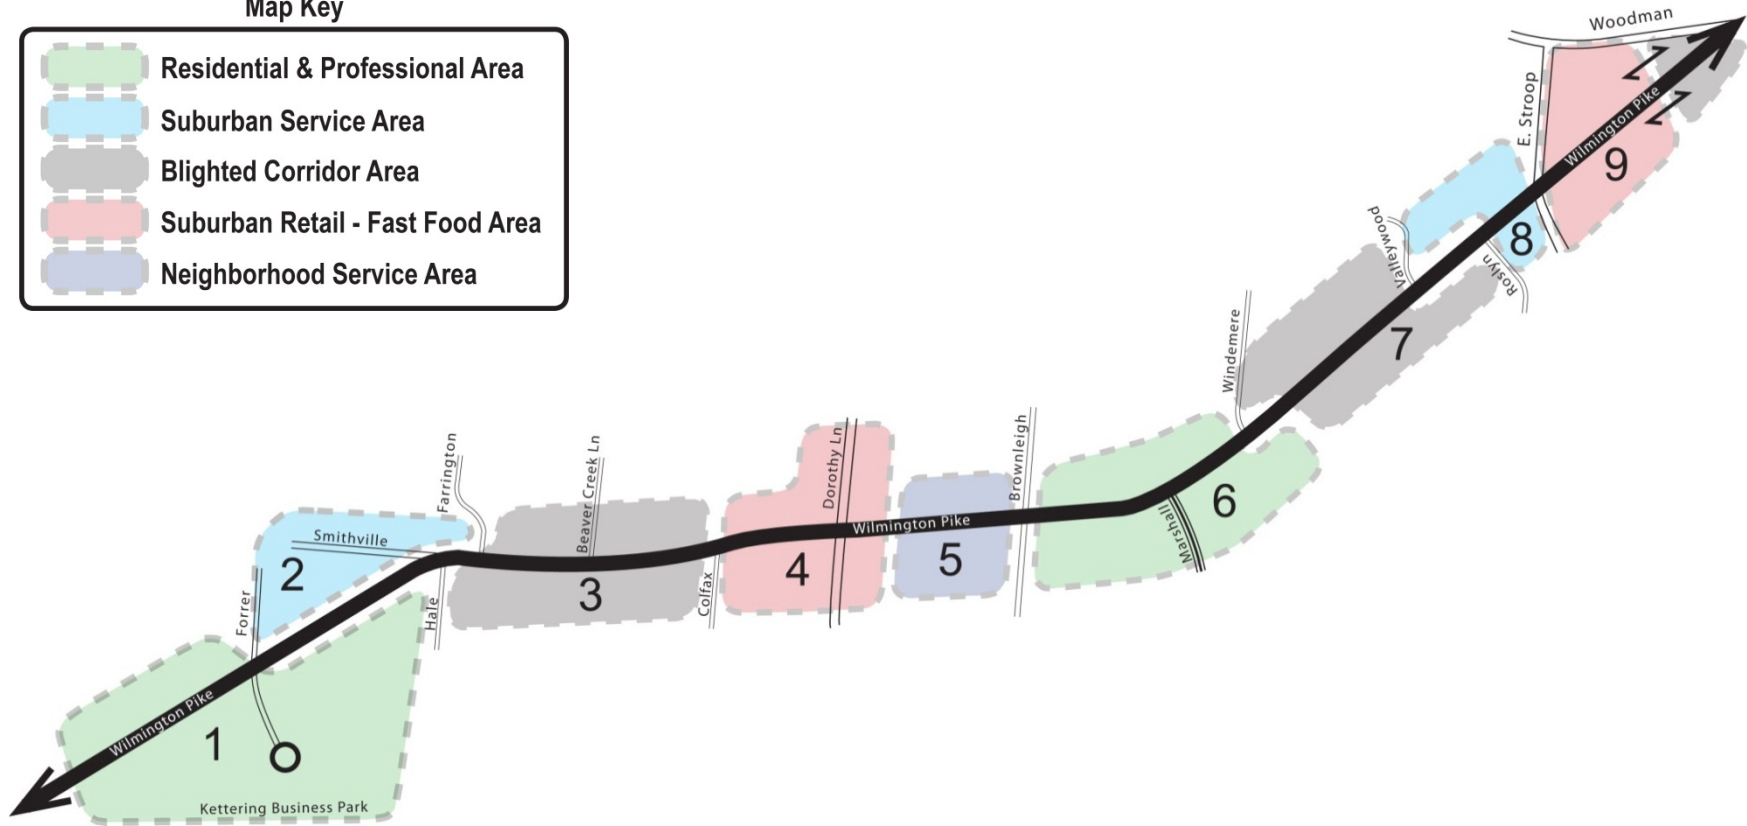 Map Key
Residential & Professional Area
Suburban Service Area
Blighted Corridor Area
Suburban Retail - Fast Food Area
Neighborhood Service Area
Woodman
E. Stroop
Wilmington Pike
9
8
Valleywood
Roslyn
7
Windemere
6
Marshall
Brownleigh
Wilmington Pike
5
Dorothy Ln
4
Colfax
Beaver Creek Ln
3
Farrington
Hale
Smithville
2
Forrer
Wilmington Pike
1
Kettering Business Park